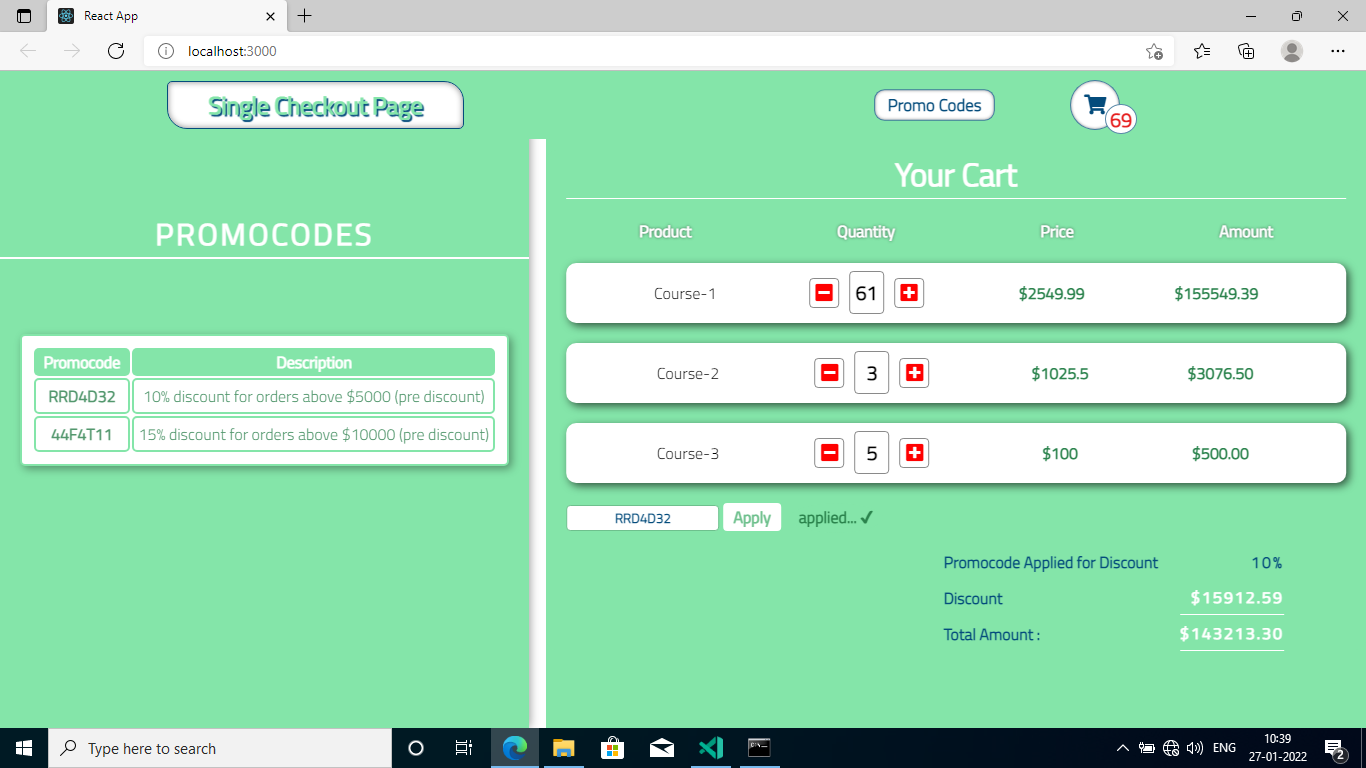 React App
localhost:3000
Single Checkout Page
Promo Codes
69
PROMOCODES
Promocode Description
RRD4D32 10% discount for orders above $5000 (pre discount)
44F4T11 15% discount for orders above $10000 (pre discount)
Your Cart
Product Quantity Price Amount
Course-1 61 $2549.99 $155549.39
Course-2 3 $1025.5 $3076.50
Course-3 5 $100 $500.00
RRD4D32 Apply applied...
Promocode Applied for Discount 10%
Discount $15912.59
Total Amount : $143213.30
Type here to search
ENG
10:39
27-01-2022
2